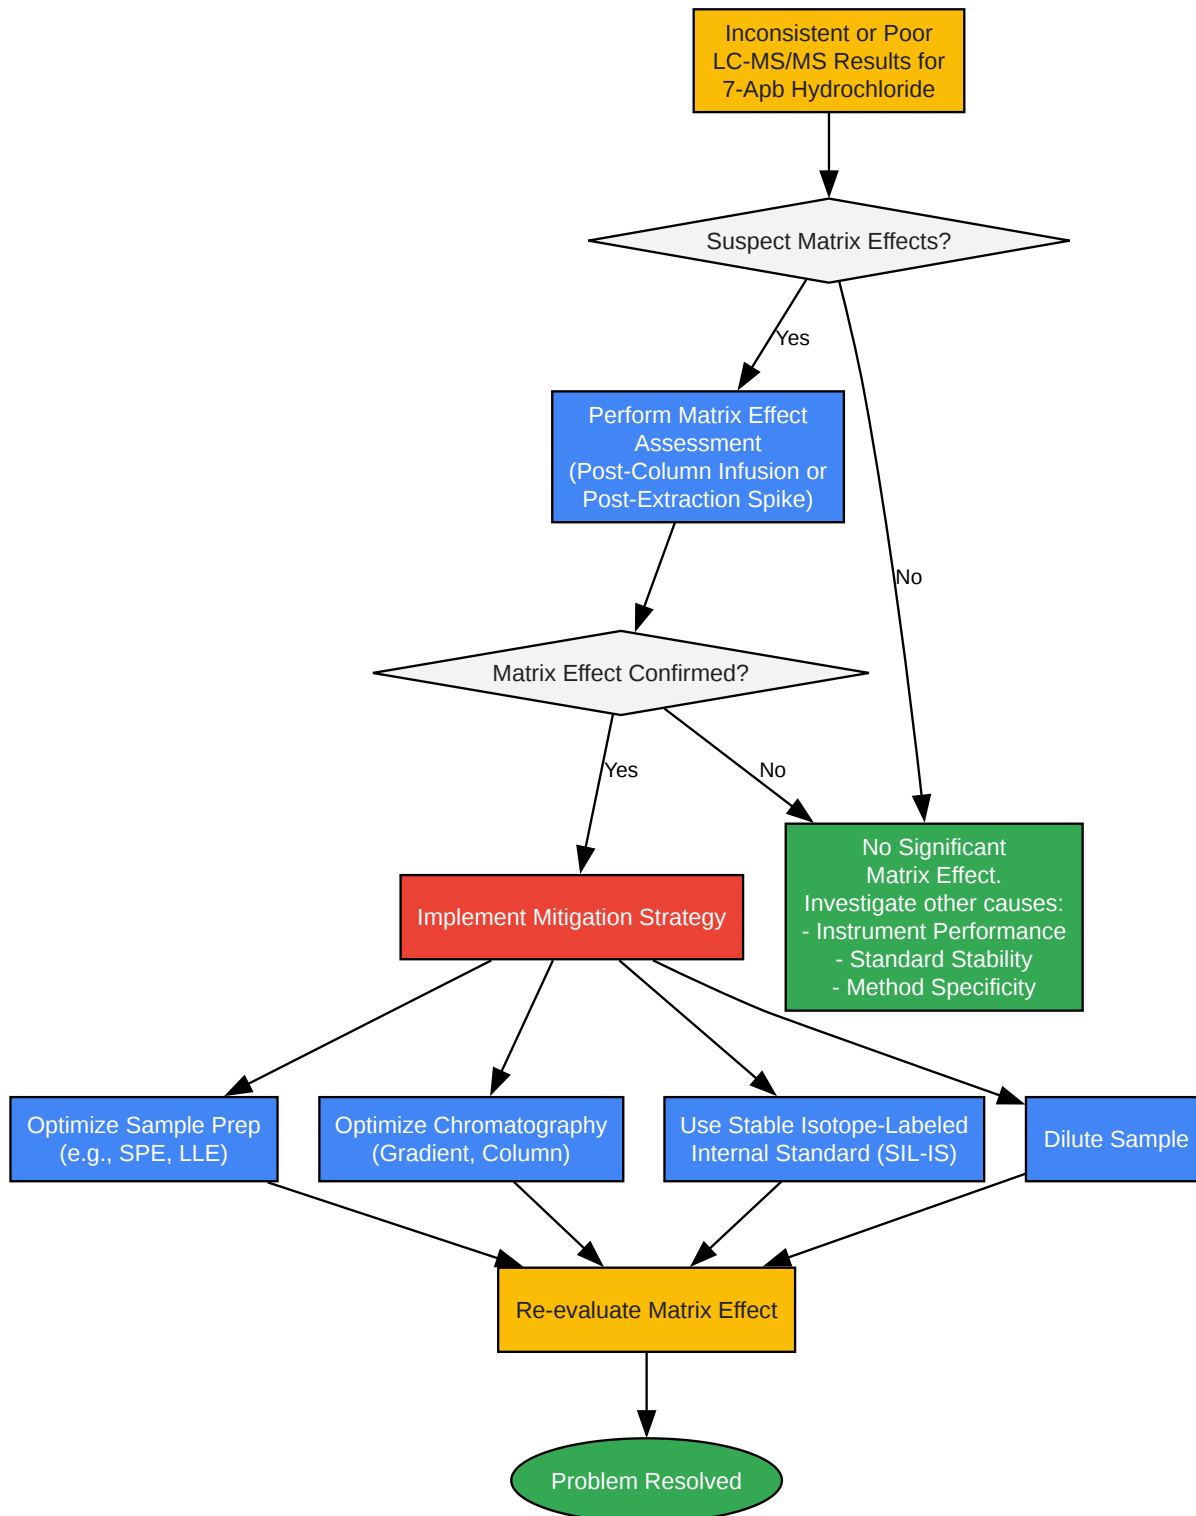 Inconsistent or Poor
LC-MS/MS Results for
7-Apb Hydrochloride
Suspect Matrix Effects?
Yes
Perform Matrix Effect
Assessment
(Post-Column Infusion or
Post-Extraction Spike)
No
Matrix Effect Confirmed?
Yes
No
No Significant
Matrix Effect.
Investigate other causes:
- Instrument Performance
- Standard Stability
- Method Specificity
Implement Mitigation Strategy
Optimize Sample Prep
(e.g., SPE, LLE)
Optimize Chromatography
(Gradient, Column)
Use Stable Isotope-Labeled
Internal Standard (SIL-IS)
Dilute Sample
Re-evaluate Matrix Effect
Problem Resolved